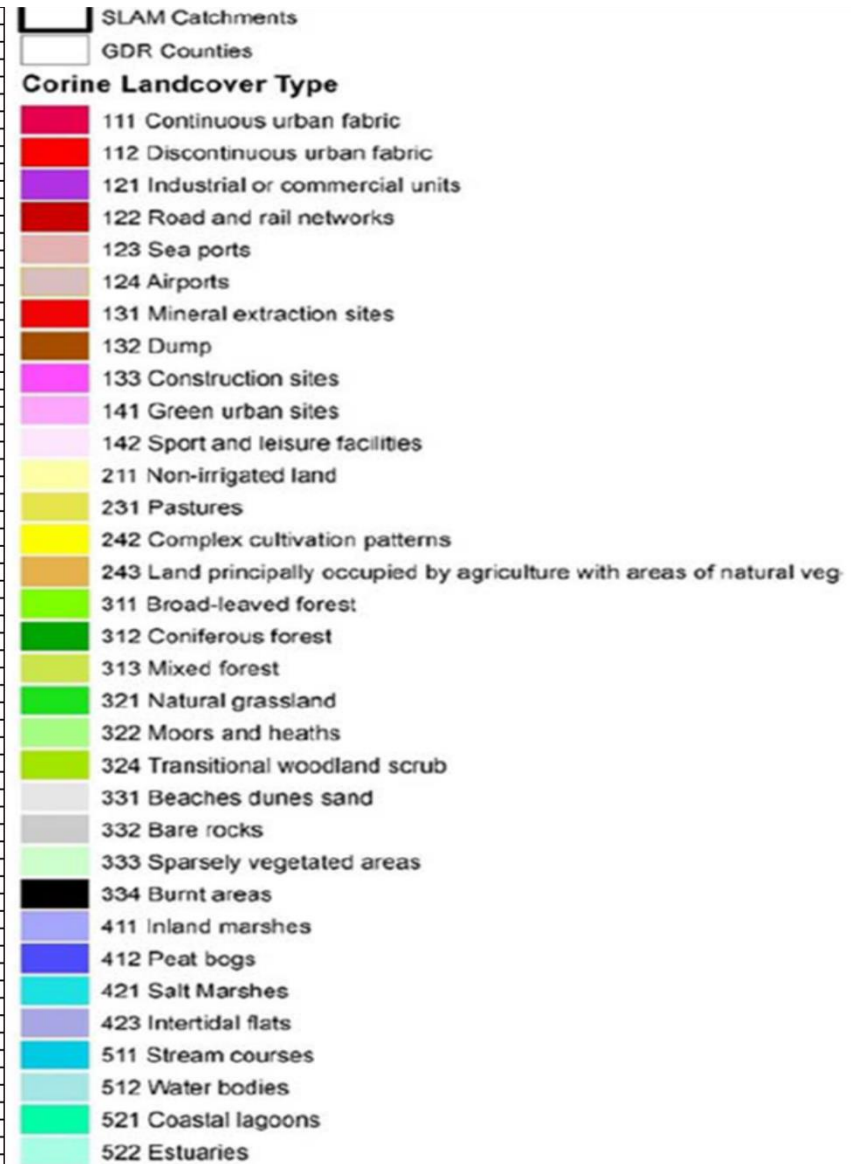 SLAM Catchments
GDR Counties
Corine Landcover Type
111 Continuous urban fabric
112 Discontinuous urban fabric
121 Industrial or commercial units
122 Road and rail networks
123 Sea ports
124 Airports
131 Mineral extraction sites
132 Dump
133 Construction sites
141 Green urban sites
142 Sport and leisure facilities
211 Non-irrigated land
231 Pastures
242 Complex cultivation patterns
243 Land principally occupied by agriculture with areas of natural veg-
311 Broad-leaved forest
312 Coniferous forest
313 Mixed forest
321 Natural grassland
322 Moors and heaths
324 Transitional woodland scrub
331 Beaches dunes sand
332 Bare rocks
333 Sparsely vegetated areas
334 Burnt areas
411 Inland marshes
412 Peat bogs
421 Salt Marshes
423 Intertidal flats
511 Stream courses
512 Water bodies
521 Coastal lagoons
522 Estuaries